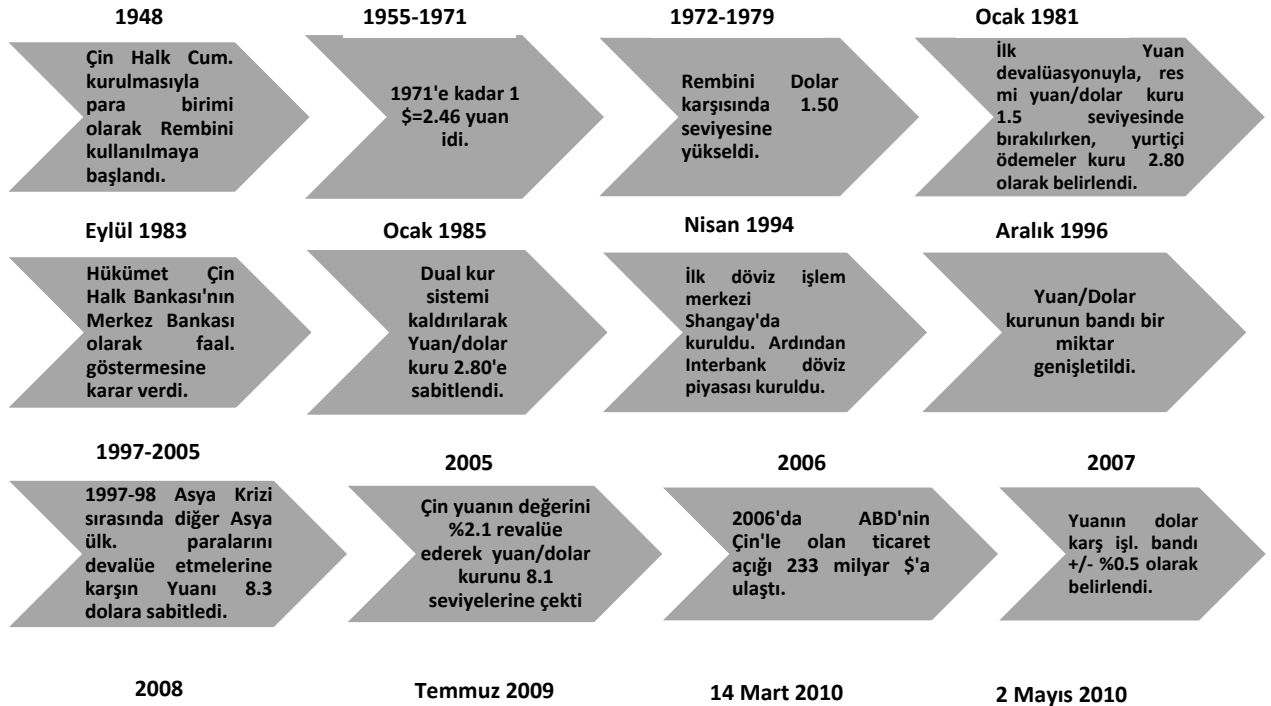 1948
Çin Halk Cum.
kurulmasıyla
para birimi
olarak Rembini
kullanılmaya
başlandı.
1955-1971
1971'e kadar 1
$=2.46 yuan
idi.
1972-1979
Rembini Dolar
karşısında 1.50
seviyesine
yükseldi.
Ocak 1981
İlk Yuan
devalüasyonuyla, res
mi yuan/dolar kuru
1.5 seviyesinde
bırakılırken, yurtiçi
ödemeler kuru 2.80
olarak belirlendi.
Eylül 1983
Hükümet Çin
Halk Bankası'nın
Merkez Bankası
olarak faal.
göstermesine
karar verdi.
Ocak 1985
Dual kur
sistemi
kaldırılarak
Yuan/dolar
kuru 2.80'e
sabitlendi.
Nisan 1994
İlk döviz işlem
merkezi
Shangay'da
kuruldu. Ardından
Interbank döviz
piyasası kuruldu.
Aralık 1996
Yuan/Dolar
kurunun bandı bir
miktar
genişletildi.
1997-2005
1997-98 Asya Krizi
sırasında diğer Asya
ülk. paralarını
devalüe etmelerine
karşın Yuanı 8.3
dolara sabitledi.
2005
Çin yuanın değerini
%2.1 revalüe
ederek yuan/dolar
kurunu 8.1
seviyelerine çekti
2006
2006'da ABD'nin
Çin'le olan ticaret
açığı 233 milyar $'a
ulaştı.
2007
Yuanın dolar
karş işl. bandı
+/- %0.5 olarak
belirlendi.
2008
Temmuz 2009
14 Mart 2010
2 Mayıs 2010